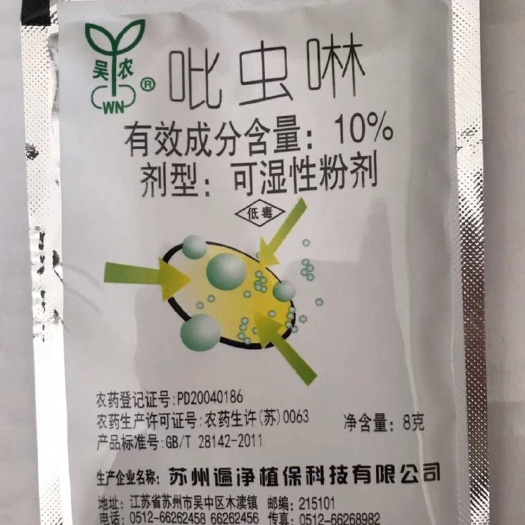 吴农
WN
®
吡虫啉
有效成分含量：10%
剂型：可湿性粉剂
低毒
农药登记证号:PD20040186
农药生产许可证号:农药生许(苏)0063
净含量：8克
产品标准号:GB/T 28142-2011
生产企业名称：苏州遍净植保科技有限公司
地址：江苏省苏州市吴中区木渎镇 邮编：215101
电话：0512-66262458 66262456 传真：0512-66268982